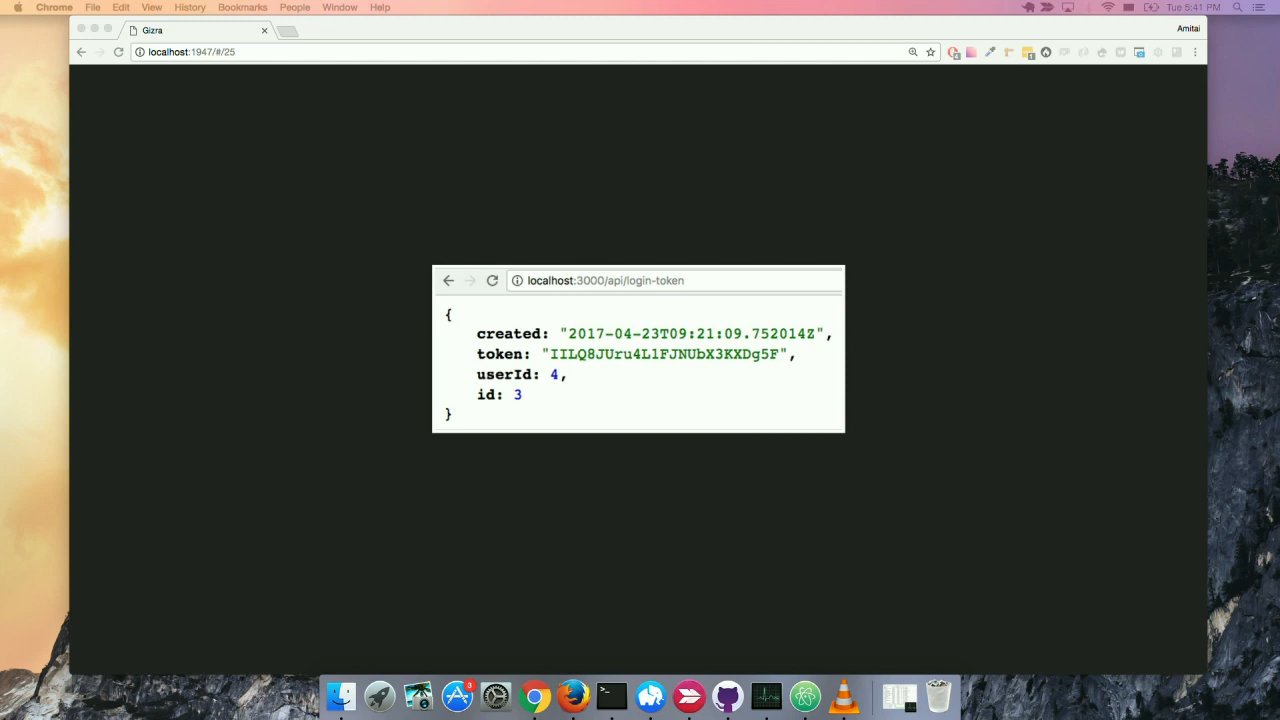 Chrome File Edit View History Bookmarks People Window Help Tue 5:41 PM
Gizra Amitai
localhost:1947/#/25
localhost:3000/api/login-token
{
created: "2017-04-23T09:21:09.752014Z",
token: "IILQ8JUru4L1FJNUbX3KXDg5F",
userId: 4,
id: 3
}
3